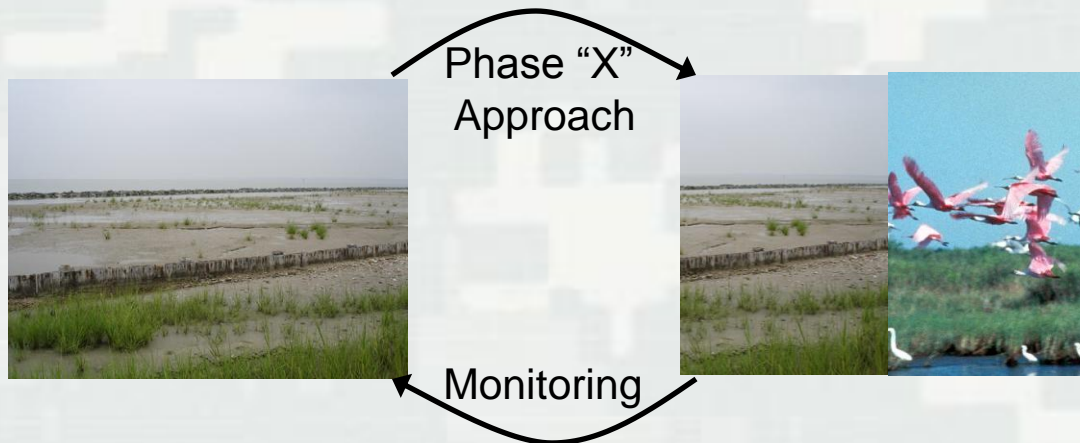 Phase “X”
Approach
Monitoring